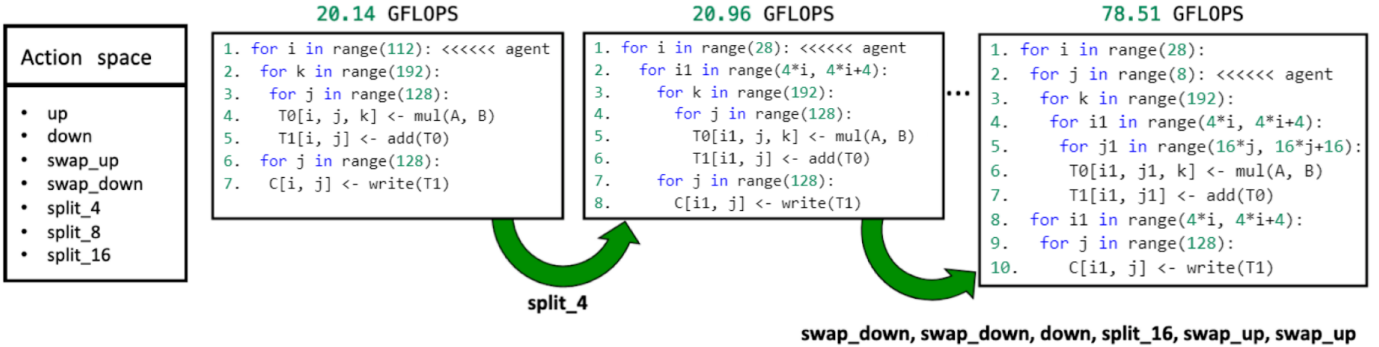 Action space
• up
• down
• swap_up
• swap_down
• split_4
• split_8
• split_16
20.14 GFLOPS
1. for i in range(112): <<<<<< agent
2. for k in range(192):
3. for j in range(128):
4. T0[i, j, k] <- mul(A, B)
5. T1[i, j] <- add(T0)
6. for j in range(128):
7. C[i, j] <- write(T1)
split_4
20.96 GFLOPS
1. for i in range(28): <<<<<< agent
2. for i1 in range(4*i, 4*i+4):
3. for k in range(192):
4. for j in range(128):
5. T0[i1, j, k] <- mul(A, B)
6. T1[i1, j] <- add(T0)
7. for j in range(128):
8. C[i1, j] <- write(T1)
...
swap_down, swap_down, down, split_16, swap_up, swap_up
78.51 GFLOPS
1. for i in range(28):
2. for j in range(8): <<<<<< agent
3. for k in range(192):
4. for i1 in range(4*i, 4*i+4):
5. for j1 in range(16*j, 16*j+16):
6. T0[i1, j1, k] <- mul(A, B)
7. T1[i1, j1] <- add(T0)
8. for i1 in range(4*i, 4*i+4):
9. for j in range(128):
10. C[i1, j] <- write(T1)